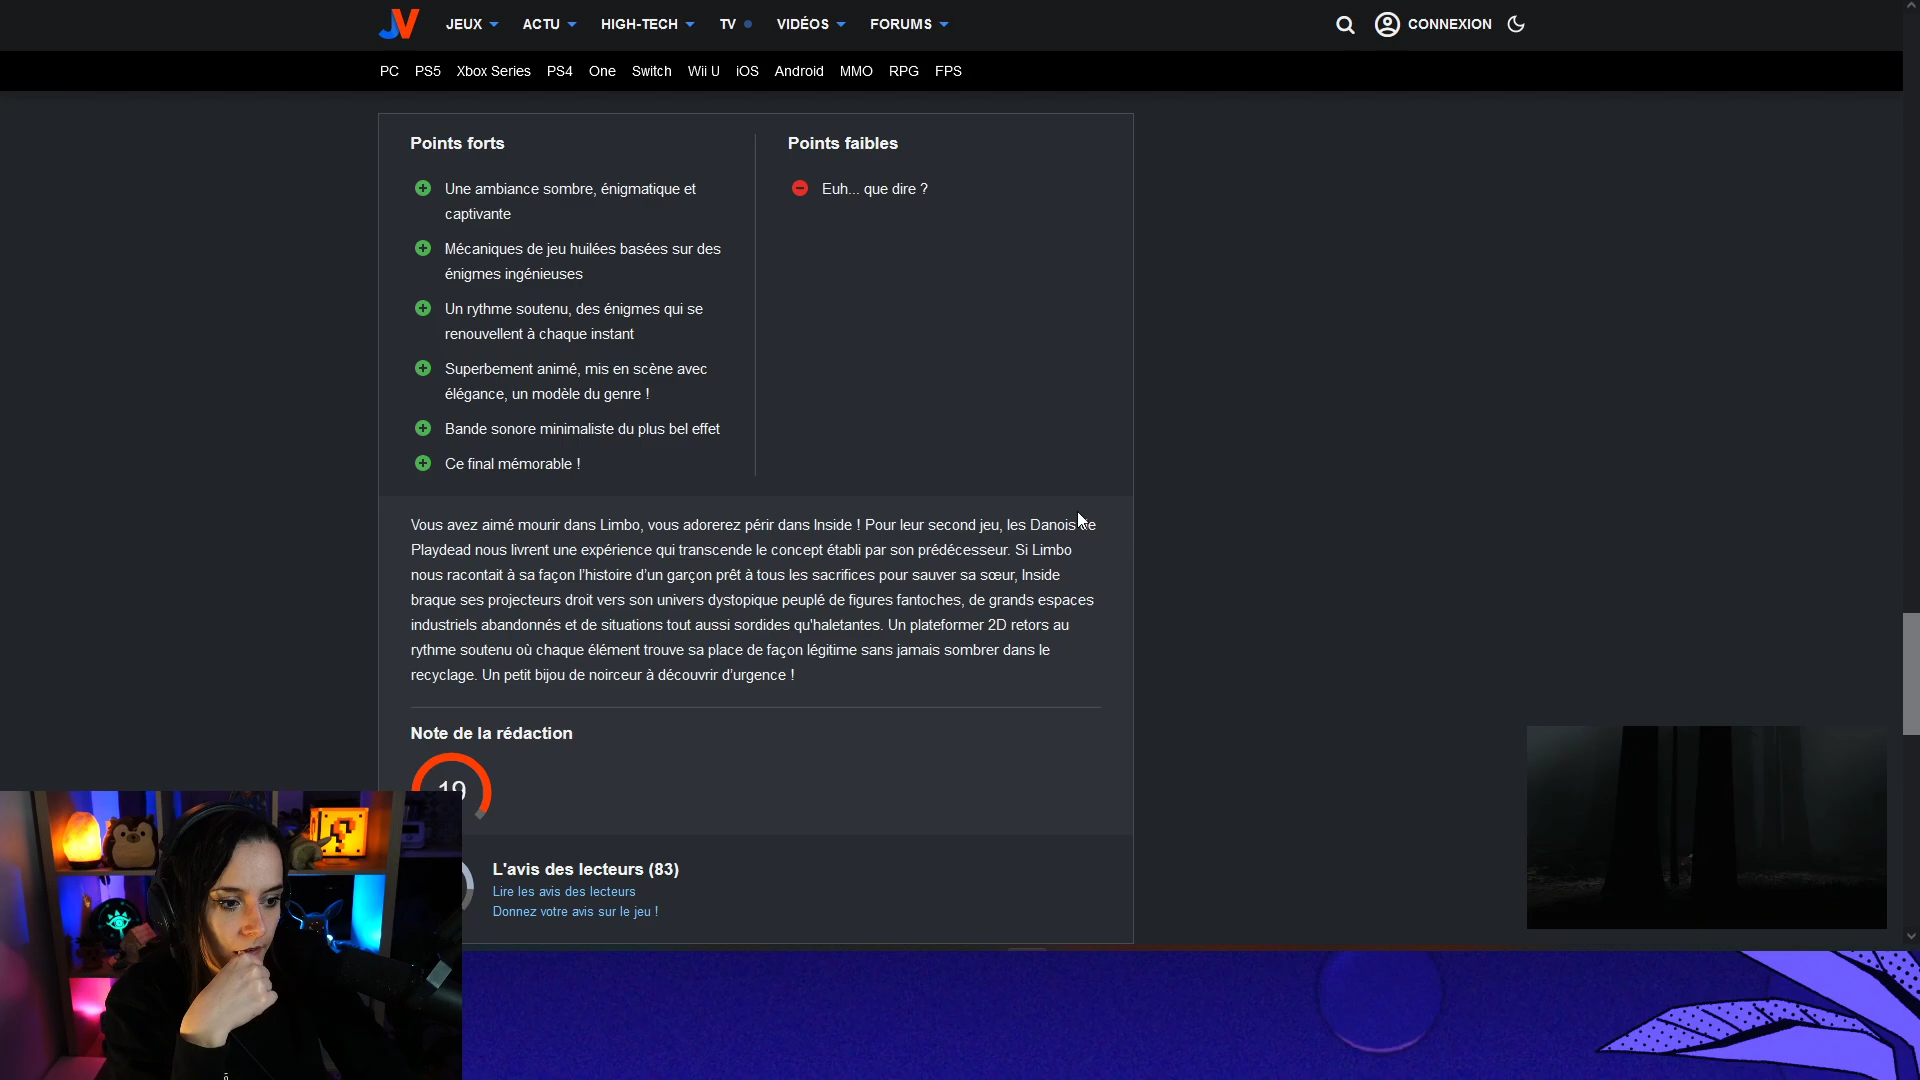 JV
JEUX
ACTU
HIGH-TECH
TV
VIDÉOS
FORUMS
CONNEXION
PC
PS5
Xbox Series
PS4
One
Switch
Wii U
iOS
Android
MMO
RPG
FPS
Points forts
Une ambiance sombre, énigmatique et
captivante
Mécaniques de jeu huilées basées sur des
énigmes ingénieuses
Un rythme soutenu, des énigmes qui se
renouvellent à chaque instant
Superbement animé, mis en scène avec
élégance, un modèle du genre !
Bande sonore minimaliste du plus bel effet
Ce final mémorable !
Points faibles
Euh... que dire ?
Vous avez aimé mourir dans Limbo, vous adorerez périr dans Inside ! Pour leur second jeu, les Danois de
Playdead nous livrent une expérience qui transcende le concept établi par son prédécesseur. Si Limbo
nous racontait à sa façon l'histoire d'un garçon prêt à tous les sacrifices pour sauver sa sœur, Inside
braque ses projecteurs droit vers son univers dystopique peuplé de figures fantoches, de grands espaces
industriels abandonnés et de situations tout aussi sordides qu'haletantes. Un plateformer 2D retors au
rythme soutenu où chaque élément trouve sa place de façon légitime sans jamais sombrer dans le
recyclage. Un petit bijou de noirceur à découvrir d'urgence !
Note de la rédaction
19
L'avis des lecteurs (83)
Lire les avis des lecteurs
Donnez votre avis sur le jeu !